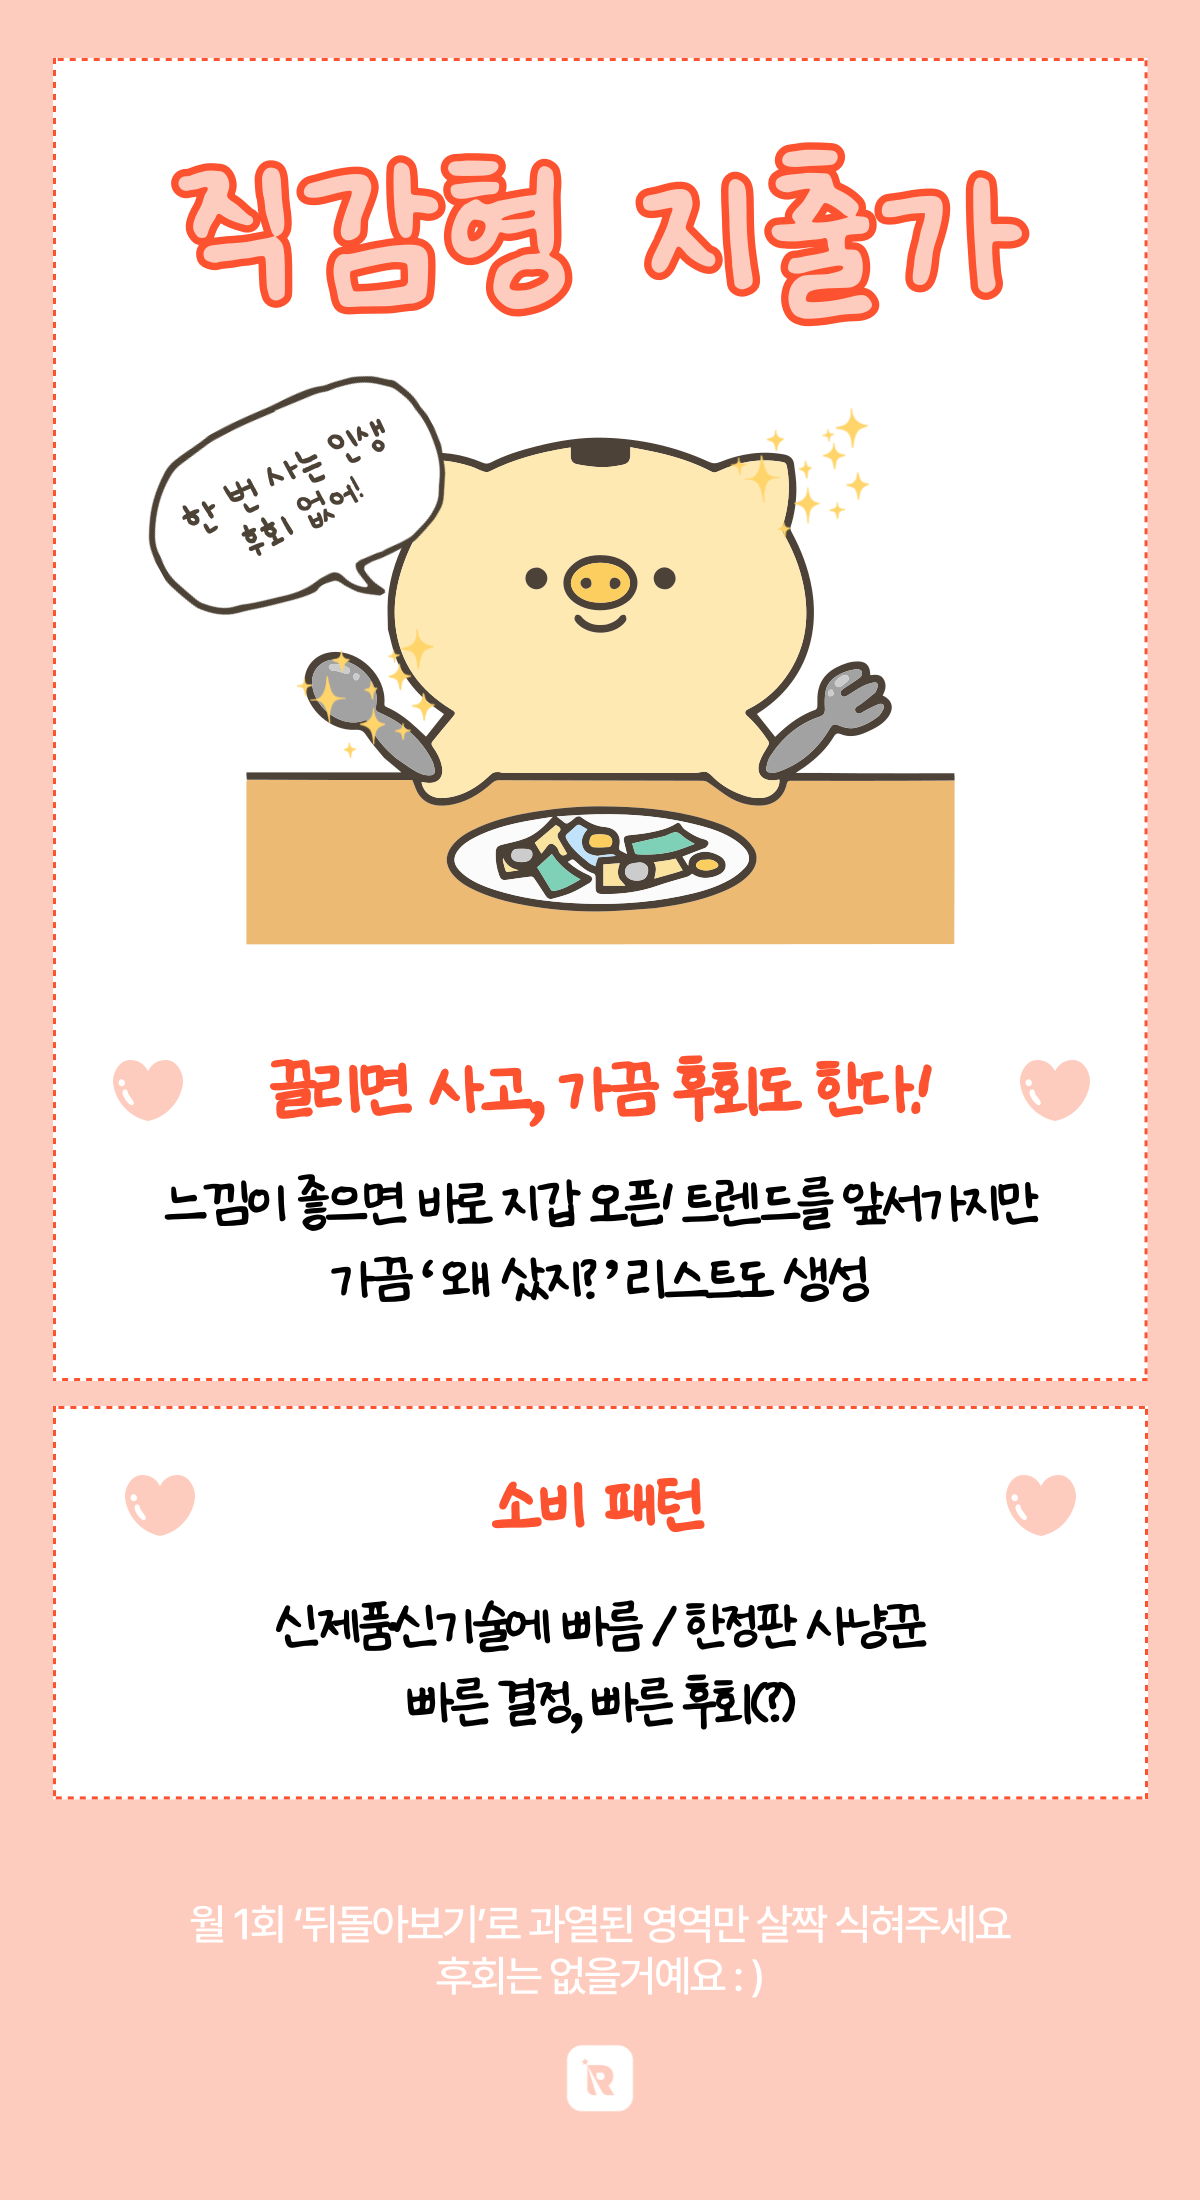 직감형 지출가
한 번 사는 인생
후회 없어!
끌리면 사고, 가끔 후회도 한다!
느낌이 좋으면 바로 지갑 오픈! 트렌드를 앞서가지만
가끔 ‘왜 샀지?’ 리스트도 생성
소비 패턴
신제품·신기술에 빠름 / 한정판 사냥꾼
빠른 결정, 빠른 후회(?)
월 1회 ‘뒤돌아보기’로 과열된 영역만 살짝 식혀주세요
후회는 없을거예요 : )
R